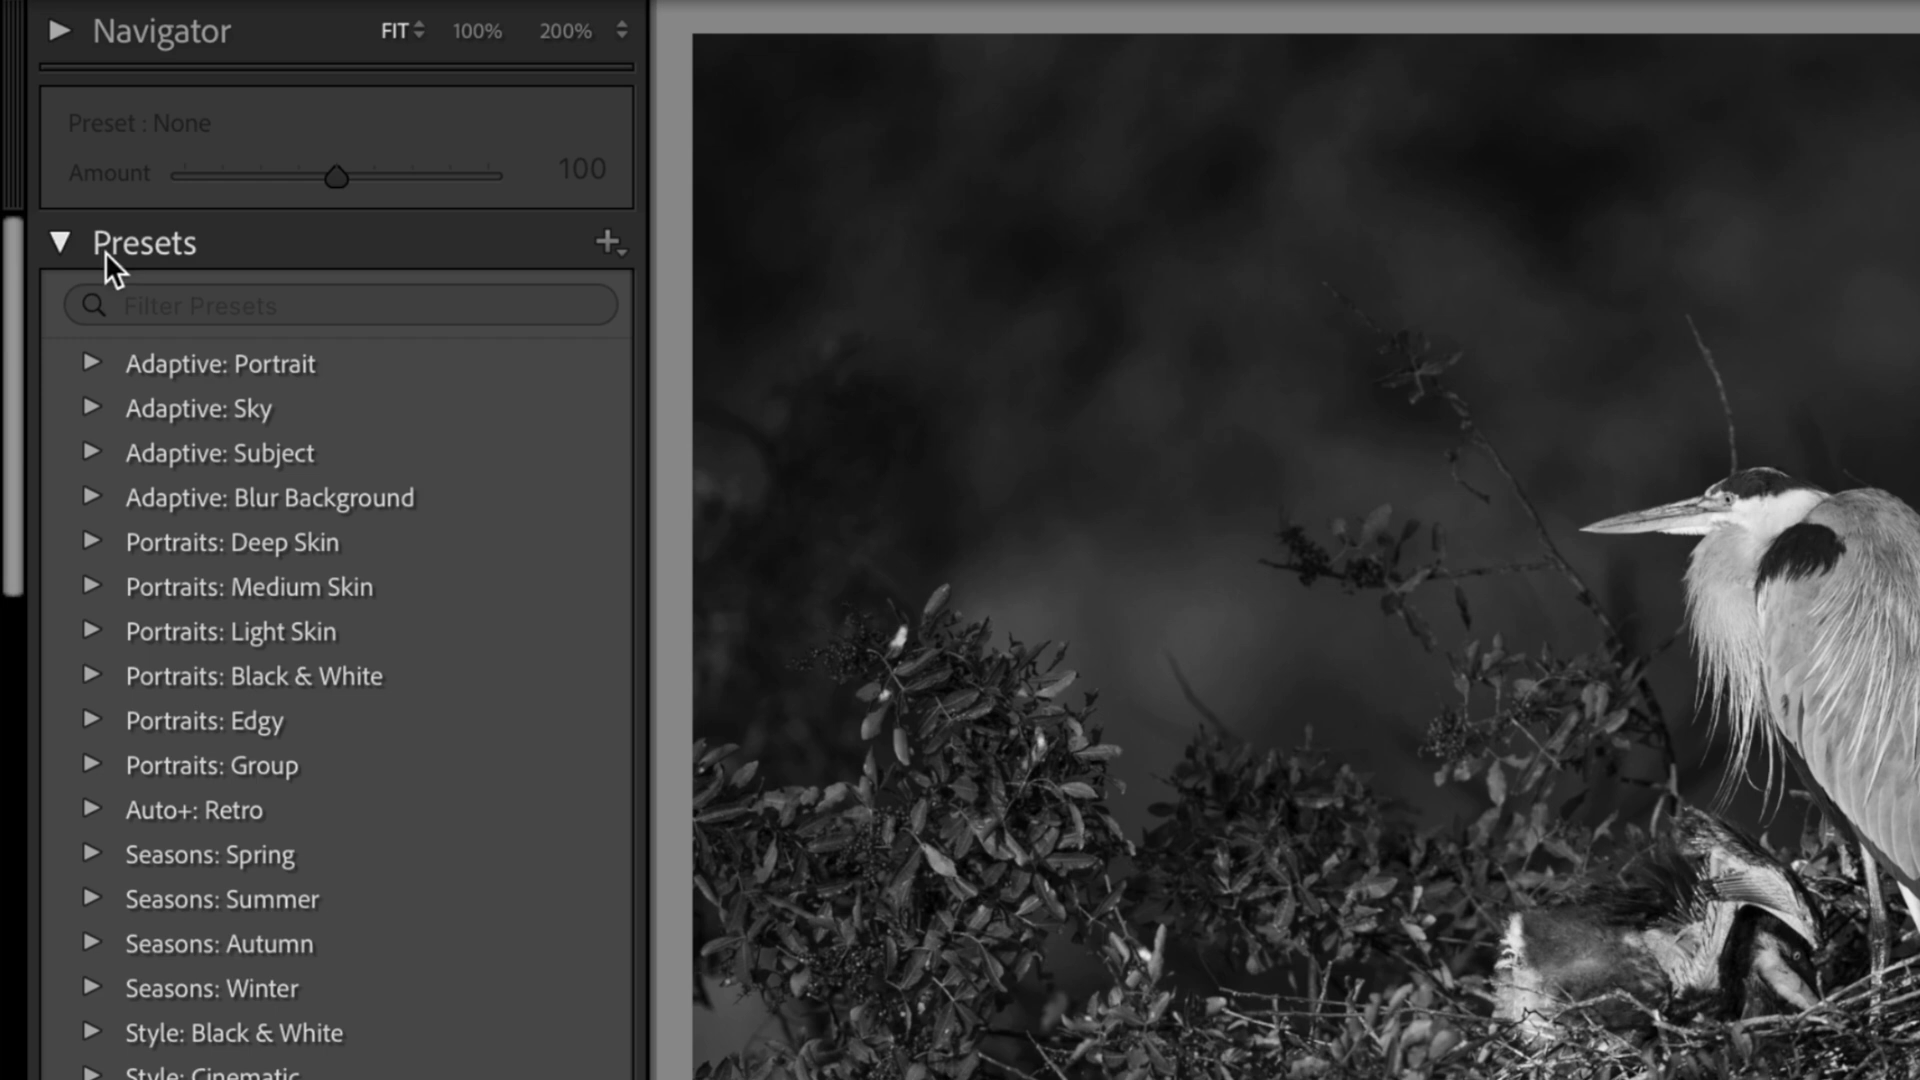 Navigator FIT 100% 200%
Preset : None
Amount 100
Presets
Filter Presets
Adaptive: Portrait
Adaptive: Sky
Adaptive: Subject
Adaptive: Blur Background
Portraits: Deep Skin
Portraits: Medium Skin
Portraits: Light Skin
Portraits: Black & White
Portraits: Edgy
Portraits: Group
Auto+: Retro
Seasons: Spring
Seasons: Summer
Seasons: Autumn
Seasons: Winter
Style: Black & White
Style: Cinematic